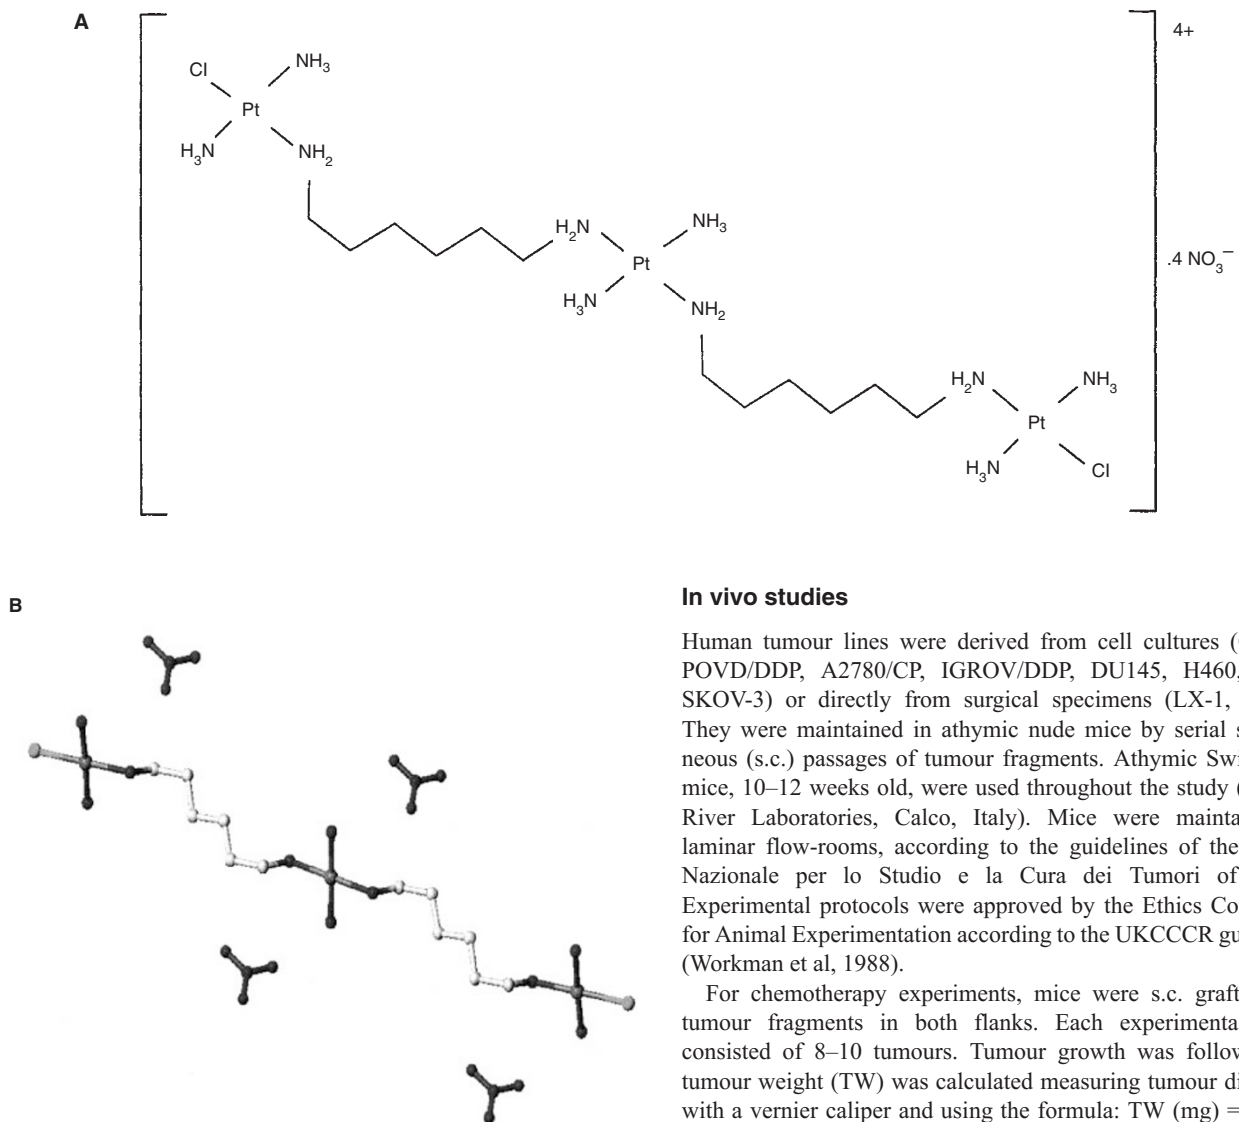 A
4+
Cl
NH3
Pt
H3N
NH2
H2N
NH3
Pt
.4 NO3−
H3N
NH2
H2N
NH3
Pt
H3N
Cl
B
In vivo studies
Human tumour lines were derived from cell cultures (
POVD/DDP, A2780/CP, IGROV/DDP, DU145, H460,
SKOV-3) or directly from surgical specimens (LX-1,
They were maintained in athymic nude mice by serial s
neous (s.c.) passages of tumour fragments. Athymic Swi
mice, 10–12 weeks old, were used throughout the study (
River Laboratories, Calco, Italy). Mice were mainta
laminar flow-rooms, according to the guidelines of the
Nazionale per lo Studio e la Cura dei Tumori of
Experimental protocols were approved by the Ethics Co
for Animal Experimentation according to the UKCCCR gu
(Workman et al, 1988).
For chemotherapy experiments, mice were s.c. graft
tumour fragments in both flanks. Each experimenta
consisted of 8–10 tumours. Tumour growth was follow
tumour weight (TW) was calculated measuring tumour di
with a vernier caliper and using the formula: TW (mg) =